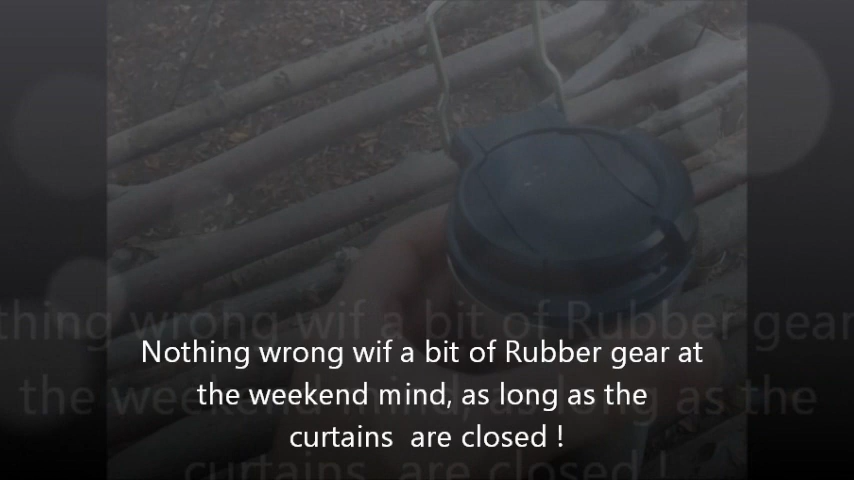 Nothing wrong wif a bit of Rubber gear at
the weekend mind, as long as the
curtains  are closed !